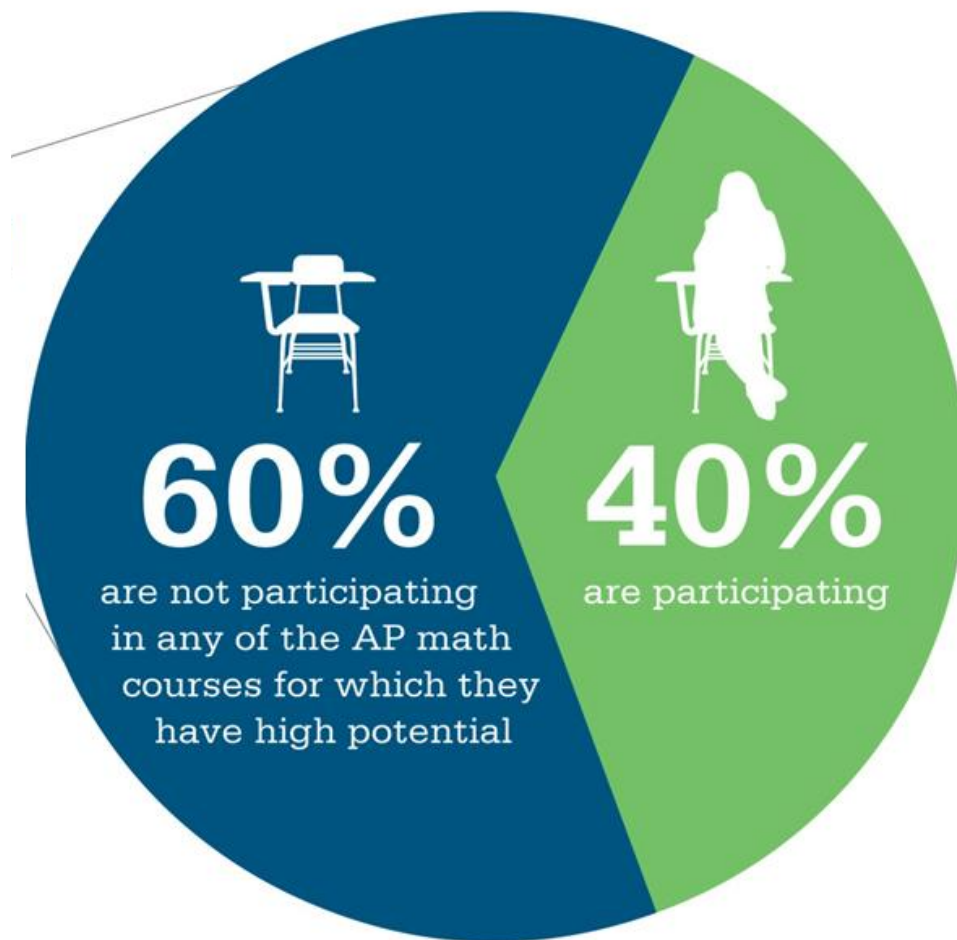 60%
are not participating
in any of the AP math
courses for which they
have high potential
40%
are participating